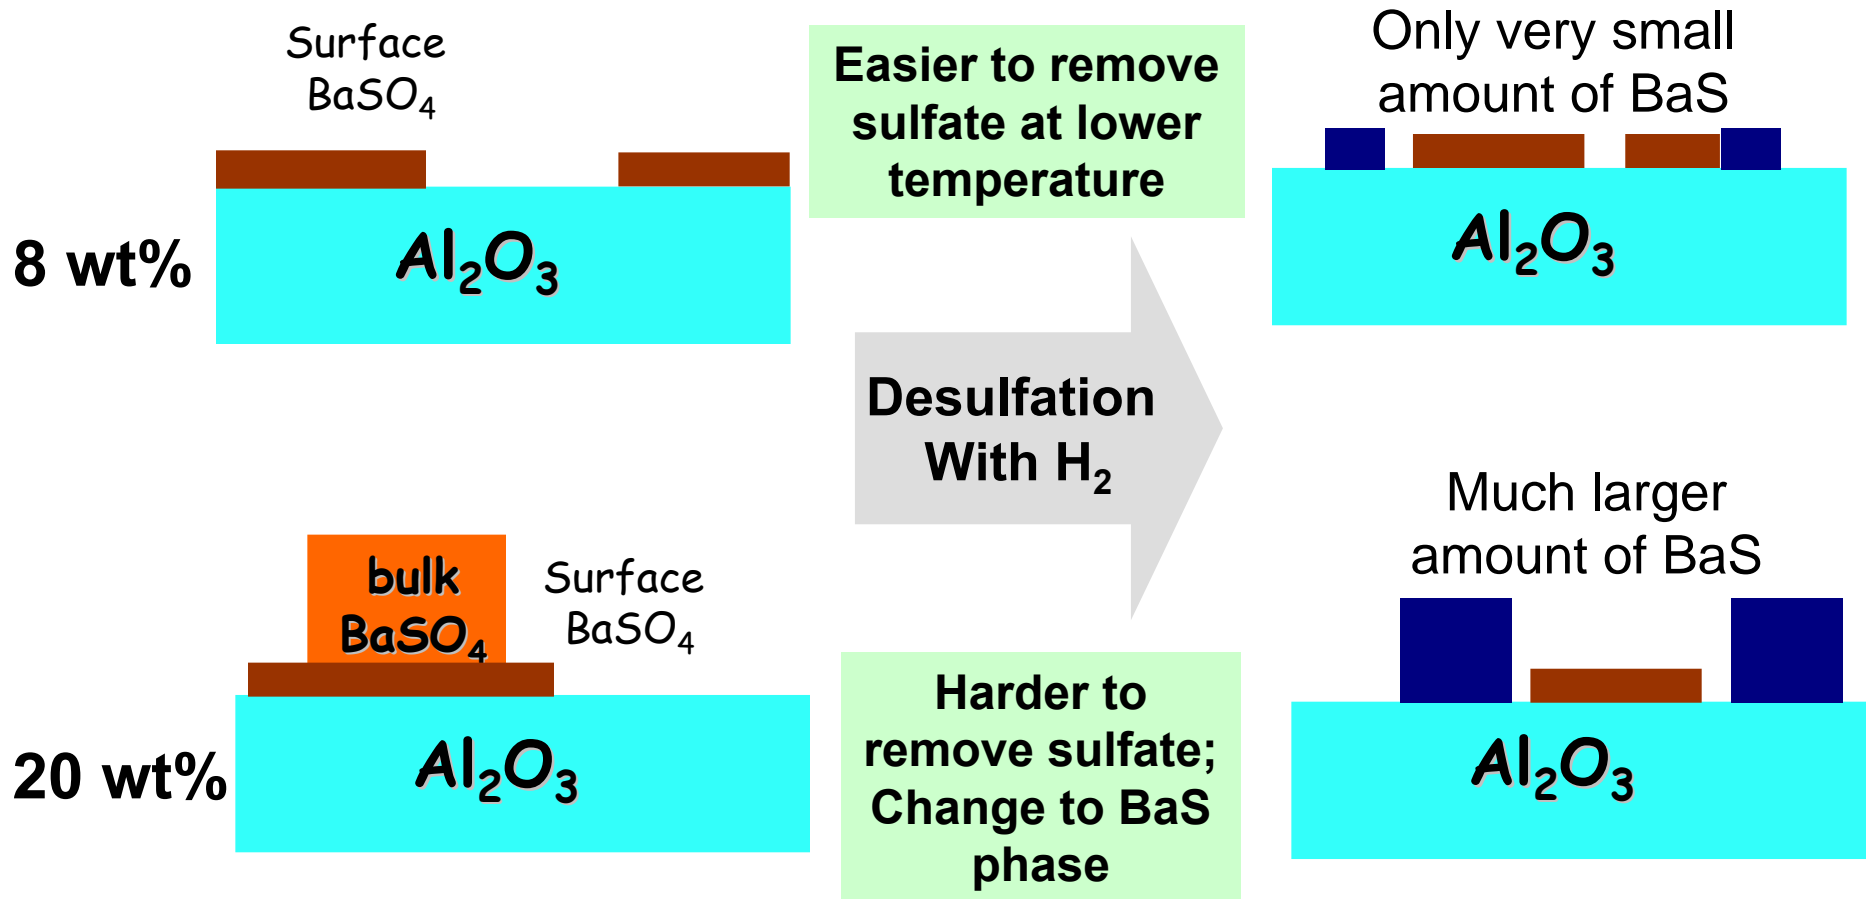 Surface
BaSO₄
8 wt%
Al₂O₃
Easier to remove
sulfate at lower
temperature
Only very small
amount of BaS
Al₂O₃
Desulfation
With H₂
bulk
BaSO₄
Surface
BaSO₄
20 wt%
Al₂O₃
Harder to
remove sulfate;
Change to BaS
phase
Much larger
amount of BaS
Al₂O₃